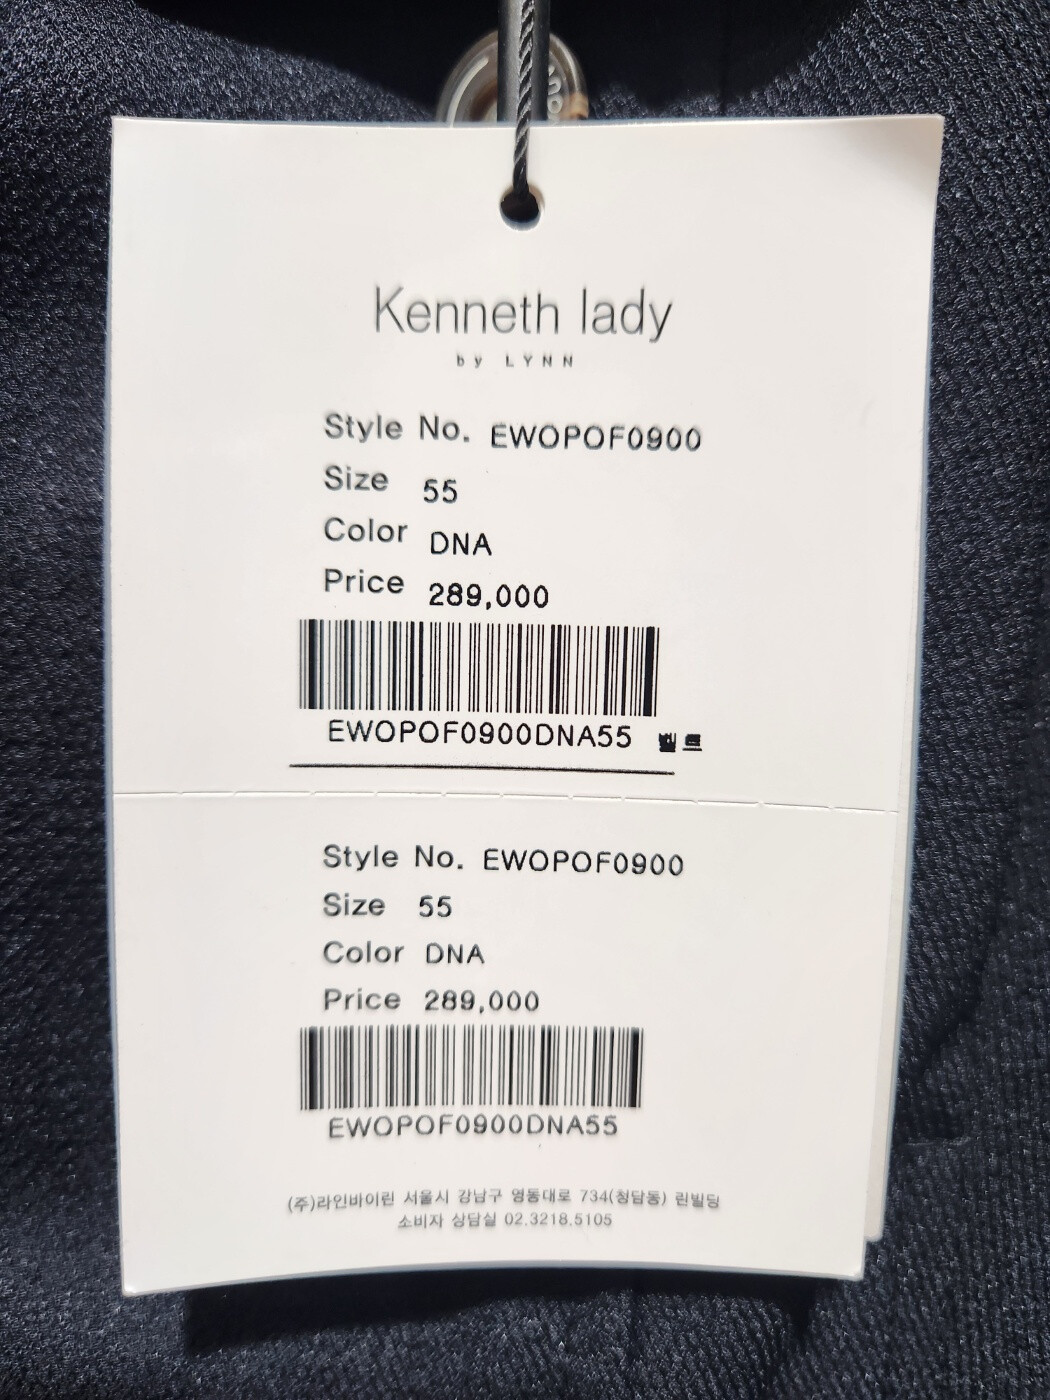 Kenneth lady
by LYNN
Style No. EWOPOF0900
Size 55
Color DNA
Price 289,000
EWOPOF0900DNA55 벨트
Style No. EWOPOF0900
Size 55
Color DNA
Price 289,000
EWOPOF0900DNA55
(주)라인바이린 서울시 강남구 영동대로 734(청담동) 린빌딩
소비자 상담실 02.3218.5105